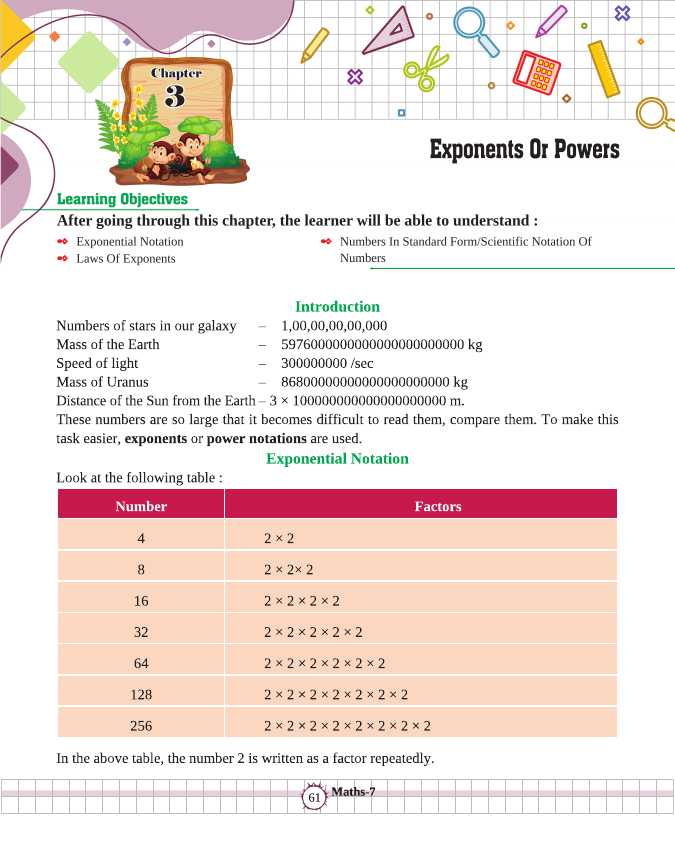 Chapter
3
Exponents Or Powers
Learning Objectives
After going through this chapter, the learner will be able to understand :
Exponential Notation
Laws Of Exponents
Numbers In Standard Form/Scientific Notation Of
Numbers
Introduction
Numbers of stars in our galaxy – 1,00,00,00,00,000
Mass of the Earth – 5976000000000000000000000 kg
Speed of light – 300000000 /sec
Mass of Uranus – 86800000000000000000000 kg
Distance of the Sun from the Earth – 3 × 100000000000000000000 m.
These numbers are so large that it becomes difficult to read them, compare them. To make this
task easier, exponents or power notations are used.
Exponential Notation
Look at the following table :
Number Factors
4 2 × 2
8 2 × 2× 2
16 2 × 2 × 2 × 2
32 2 × 2 × 2 × 2 × 2
64 2 × 2 × 2 × 2 × 2 × 2
128 2 × 2 × 2 × 2 × 2 × 2 × 2
256 2 × 2 × 2 × 2 × 2 × 2 × 2 × 2
In the above table, the number 2 is written as a factor repeatedly.
61 Maths-7